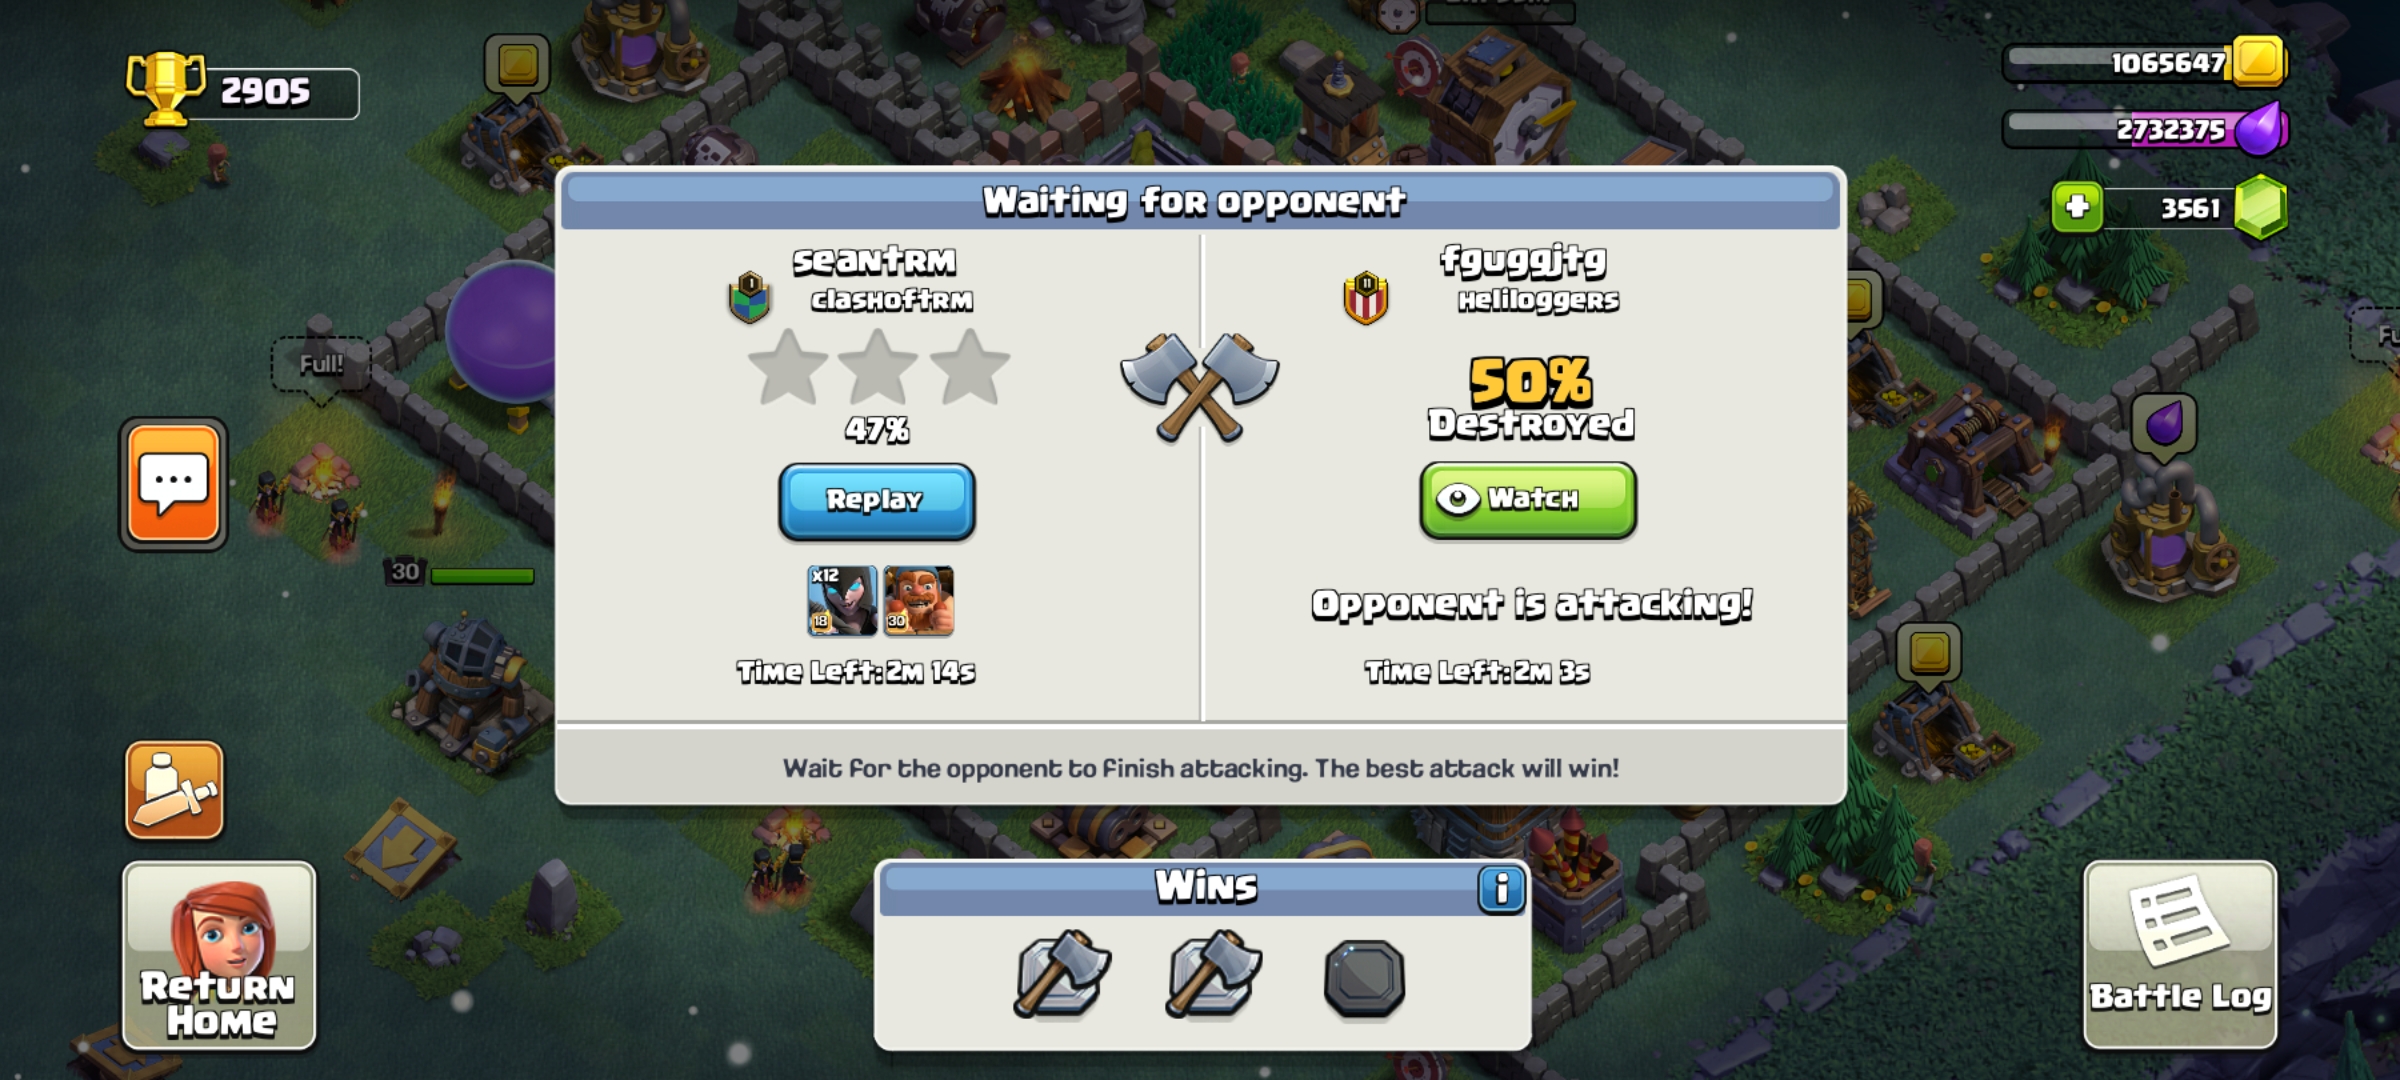 2905
1065647
2732375
3561
Waiting for opponent
seantrm
clashoftrm
47%
Replay
x12
18
30
Time Left: 2m 14s
fguggjtg
Heliloggers
50%
Destroyed
Watch
Opponent is attacking!
Time Left: 2m 3s
Wait for the opponent to finish attacking. The best attack will win!
Full!
30
Wins
i
Return
Home
Battle Log